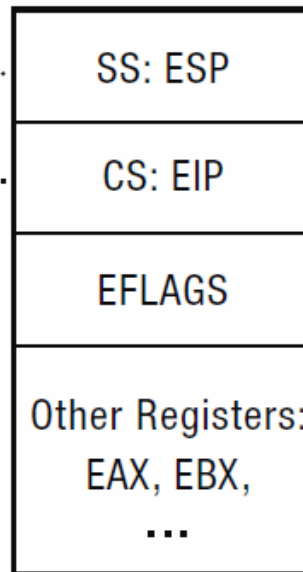 SS: ESP
CS: EIP
EFLAGS
Other Registers:
EAX, EBX,
...